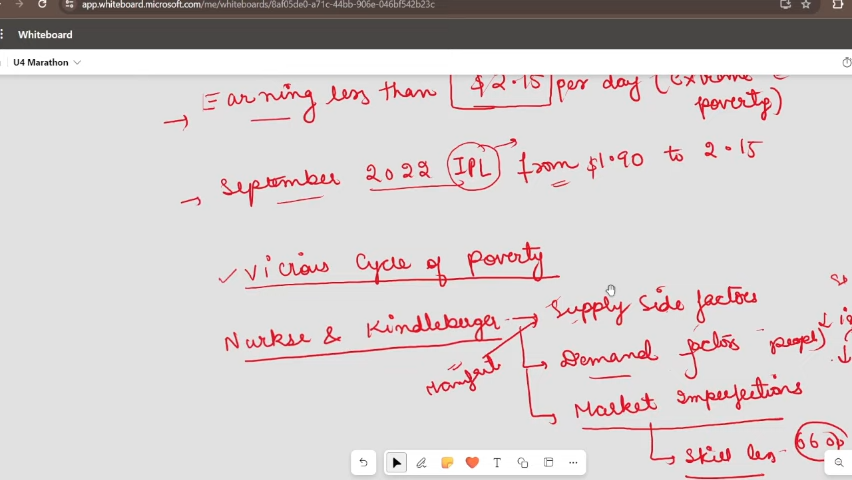 app.whiteboard.microsoft.com/me/whiteboards/8af05de0-a71c-44bb-906e-046bf542b23c
Whiteboard
U4 Marathon
→ Earning less than $2.15 per day (extreme
poverty)
→ September 2022 IPL from $1.90 to 2.15
✓ Vicious Cycle of poverty
Nurkse & Kindleberger → Supply Side factors
Demand factors people)
Market Imperfections
Skill less